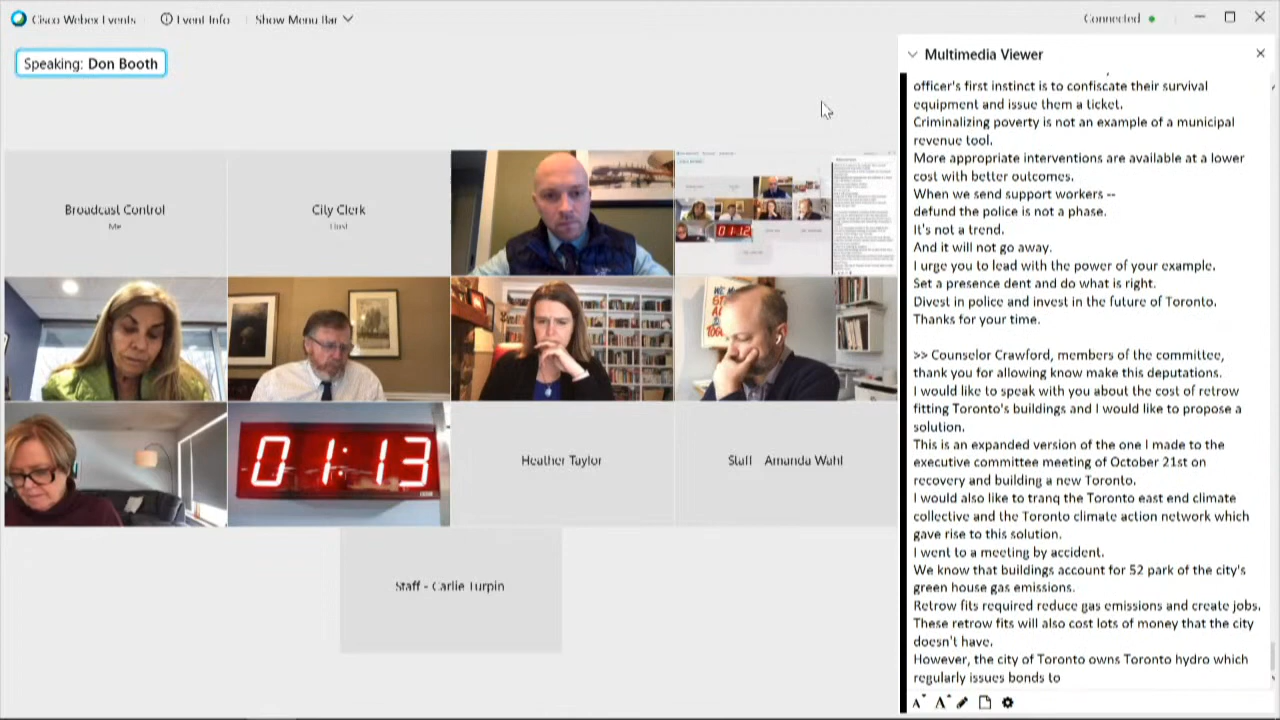 Cisco Webex Events
Event Info
Show Menu Bar
Connected
Speaking: Don Booth
Multimedia Viewer
Broadcast Control
Me
City Clerk
Host
01:12
01:13
Heather Taylor
Staff Amanda Wahl
Staff - Carlie Turpin
officer's first instinct is to confiscate their survival
equipment and issue them a ticket.
Criminalizing poverty is not an example of a municipal
revenue tool.
More appropriate interventions are available at a lower
cost with better outcomes.
When we send support workers --
defund the police is not a phase.
It's not a trend.
And it will not go away.
I urge you to lead with the power of your example.
Set a presence dent and do what is right.
Divest in police and invest in the future of Toronto.
Thanks for your time.
>> Counselor Crawford, members of the committee,
thank you for allowing know make this deputations.
I would like to speak with you about the cost of retrow
fitting Toronto's buildings and I would like to propose a
solution.
This is an expanded version of the one I made to the
executive committee meeting of October 21st on
recovery and building a new Toronto.
I would also like to tranq the Toronto east end climate
collective and the Toronto climate action network which
gave rise to this solution.
I went to a meeting by accident.
We know that buildings account for 52 park of the city's
green house gas emissions.
Retrow fits required reduce gas emissions and create jobs.
These retrow fits will also cost lots of money that the city
doesn't have.
However, the city of Toronto owns Toronto hydro which
regularly issues bonds to